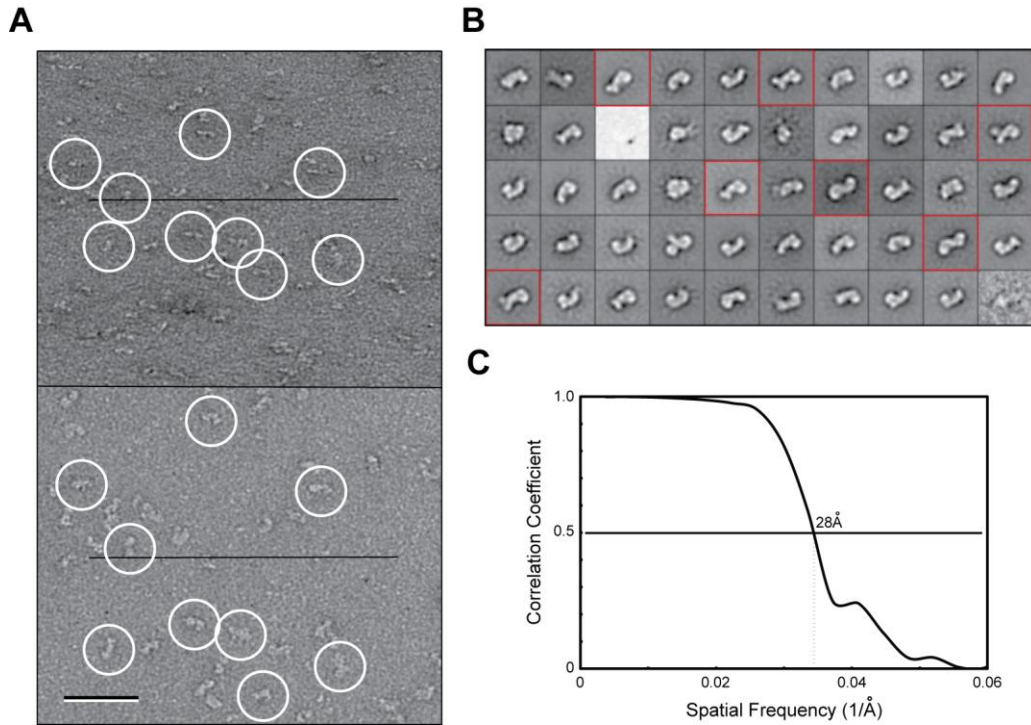 A
B
C
1.0
28Å
0.5
0
0
0.02
0.04
0.06
Correlation Coefficient
Spatial Frequency (1/Å)